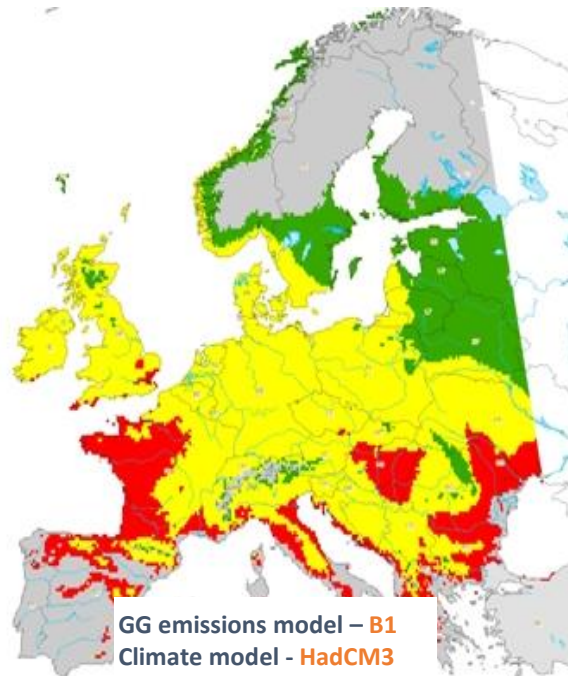 GG emissions model – B1
Climate model - HadCM3